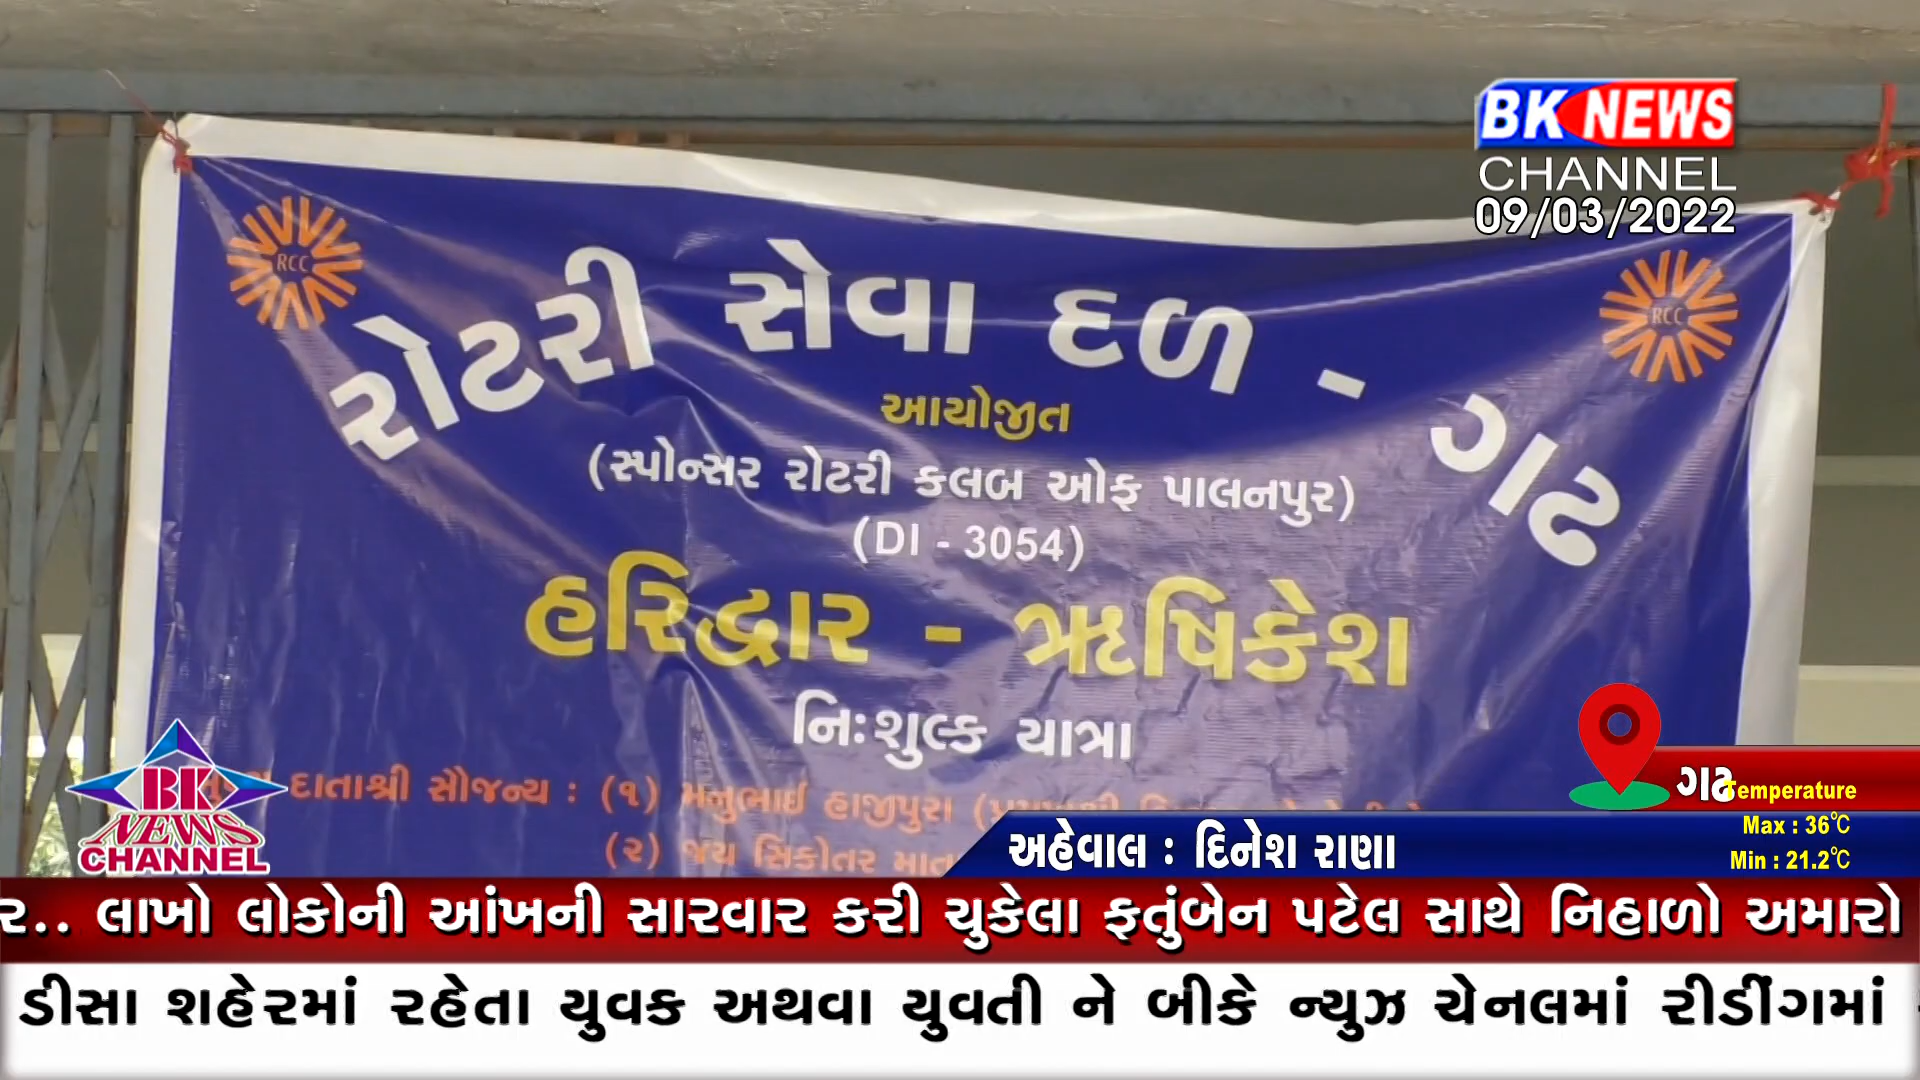 BK NEWS
CHANNEL
09/03/2022
RCC
RCC
રોટરી સેવા દળ - ગઢ
આયોજીત
(સ્પોન્સર રોટરી કલબ ઓફ પાલનપુર)
(DI - 3054)
હરિદ્વાર - ઋષિકેશ
નિઃશુલ્ક યાત્રા
દાતાશ્રી સૌજન્ય : (૧) મનુભાઈ હાજીપુરા
(૨) જય સિકોતર માત
BK
NEWS
CHANNEL
ગઢ
Temperature
Max : 36℃
Min : 21.2℃
અહેવાલ : દિનેશ રાણા
ર.. લાખો લોકોની આંખની સારવાર કરી ચુકેલા ફતુંબેન પટેલ સાથે નિહાળો અમારો
ડીસા શહેરમાં રહેતા યુવક અથવા યુવતી ને બીકે ન્યુઝ ચેનલમાં રીડીંગમાં